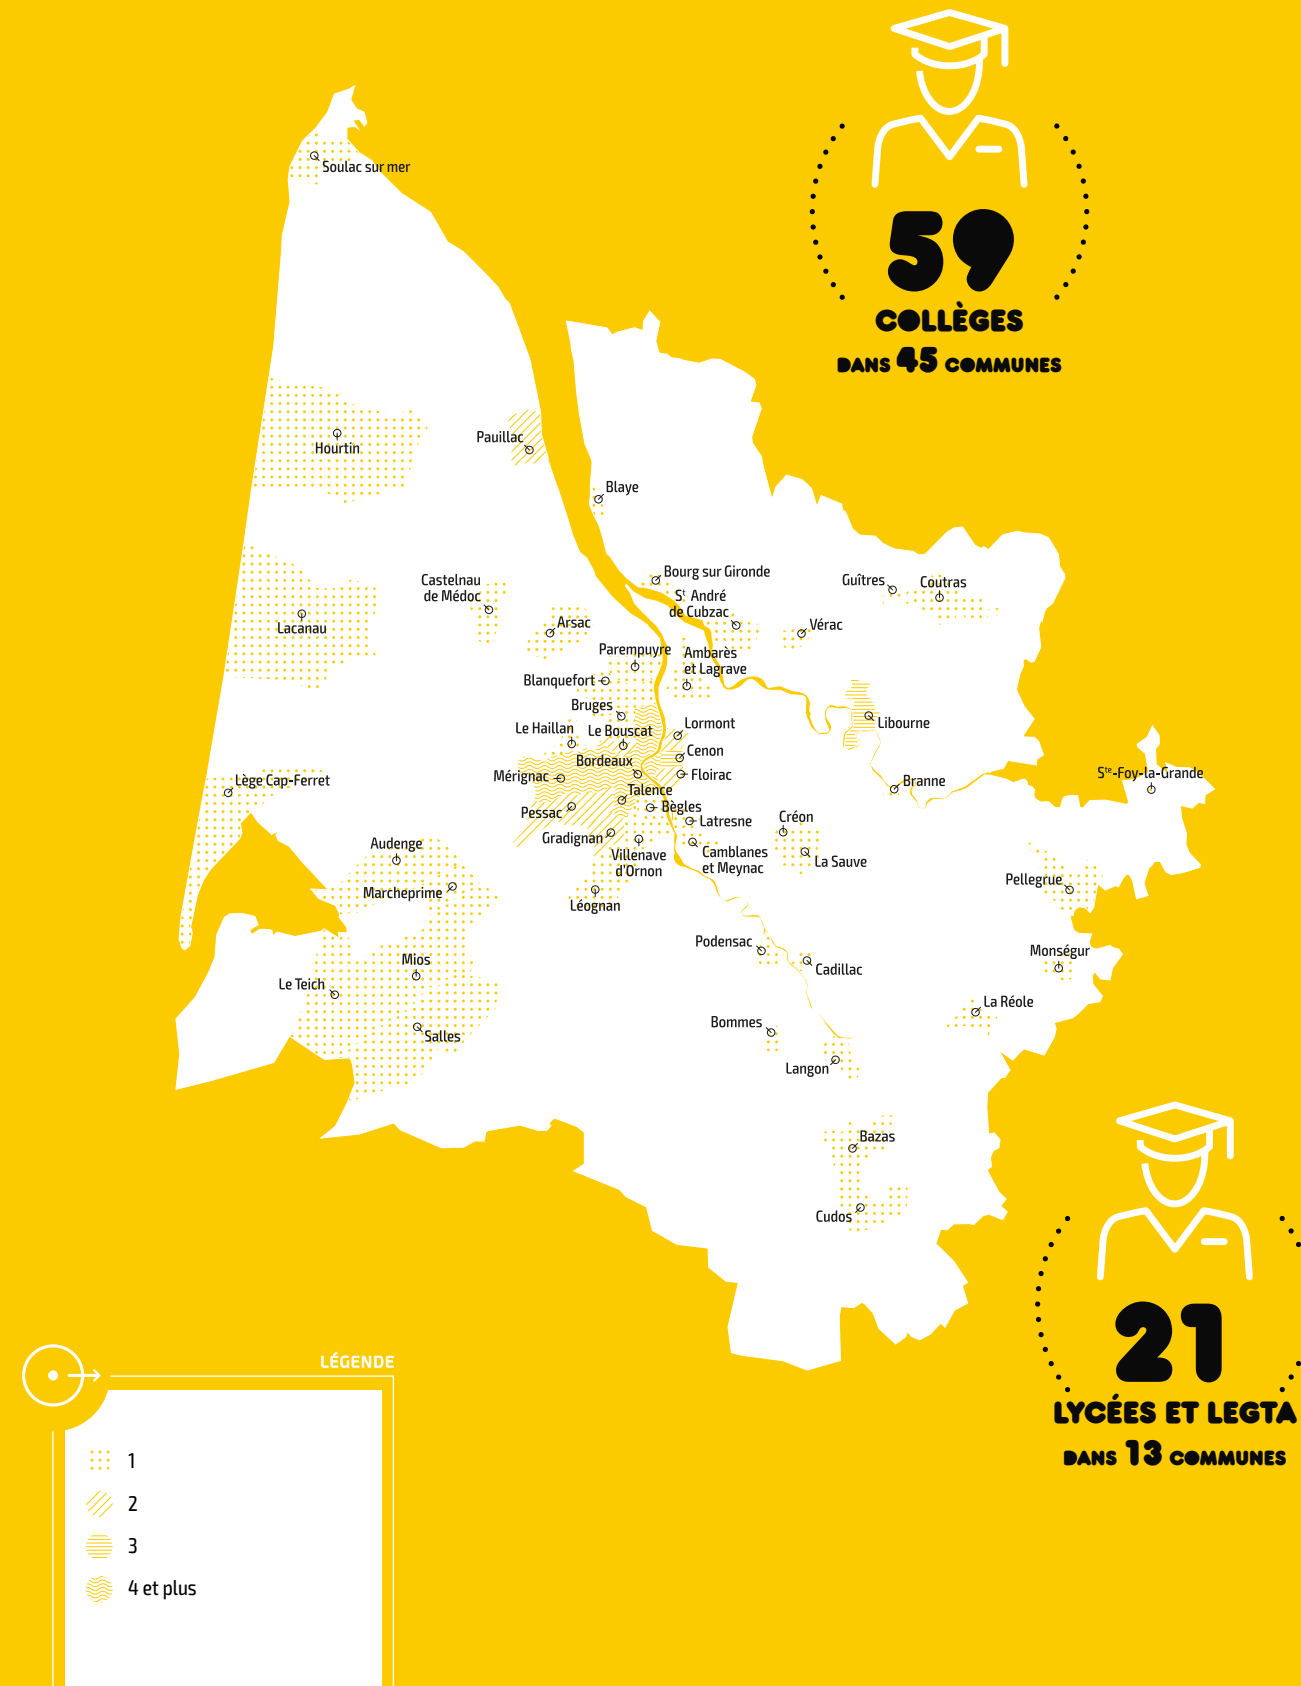 59
COLLÈGES
DANS 45 COMMUNES
Soulac sur mer
Hourtin
Pauillac
Blaye
Bourg sur Gironde
Castelnau
de Médoc
St André
de Cubzac
Guîtres
Coutras
Arsac
Vérac
Lacanau
Parempuyre
Ambarès
et Lagrave
Blanquefort
Bruges
Le Haillan
Le Bouscat
Lormont
Libourne
Cenon
Bordeaux
Mérignac
Floirac
Branne
Ste-Foy-la-Grande
Lège Cap-Ferret
Talence
Pessac
Bègles
Latresne
Créon
Gradignan
Audenge
Villenave
d'Ornon
Camblanes
et Meynac
La Sauve
Marcheprime
Pellegrue
Léognan
Podensac
Monségur
Mios
Cadillac
Le Teich
La Réole
Salles
Bommes
Langon
Bazas
Cudos
21
LYCÉES ET LEGTA
DANS 13 COMMUNES
LÉGENDE
1
2
3
4 et plus